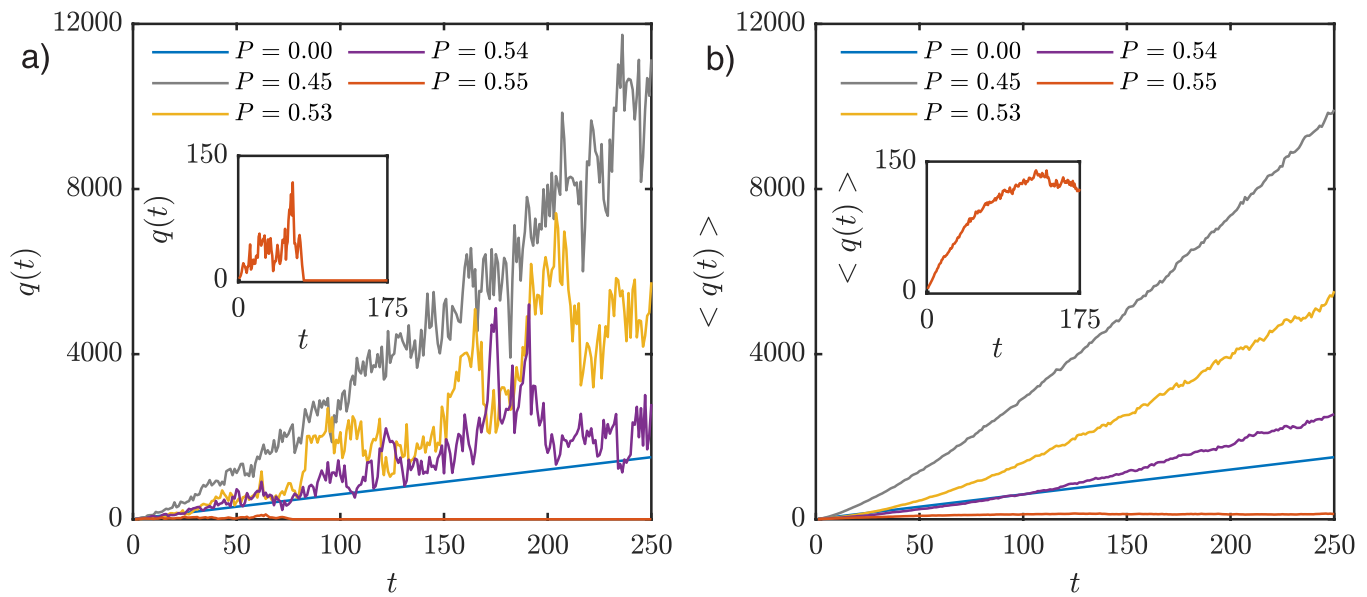 a)
12000
8000
4000
0
q(t)
P = 0.00
P = 0.45
P = 0.53
P = 0.54
P = 0.55
150
0
q(t)
0
175
t
0
50
100
150
200
250
t
b)
12000
8000
4000
0
< q(t) >
P = 0.00
P = 0.45
P = 0.53
P = 0.54
P = 0.55
150
0
< q(t) >
0
175
t
0
50
100
150
200
250
t